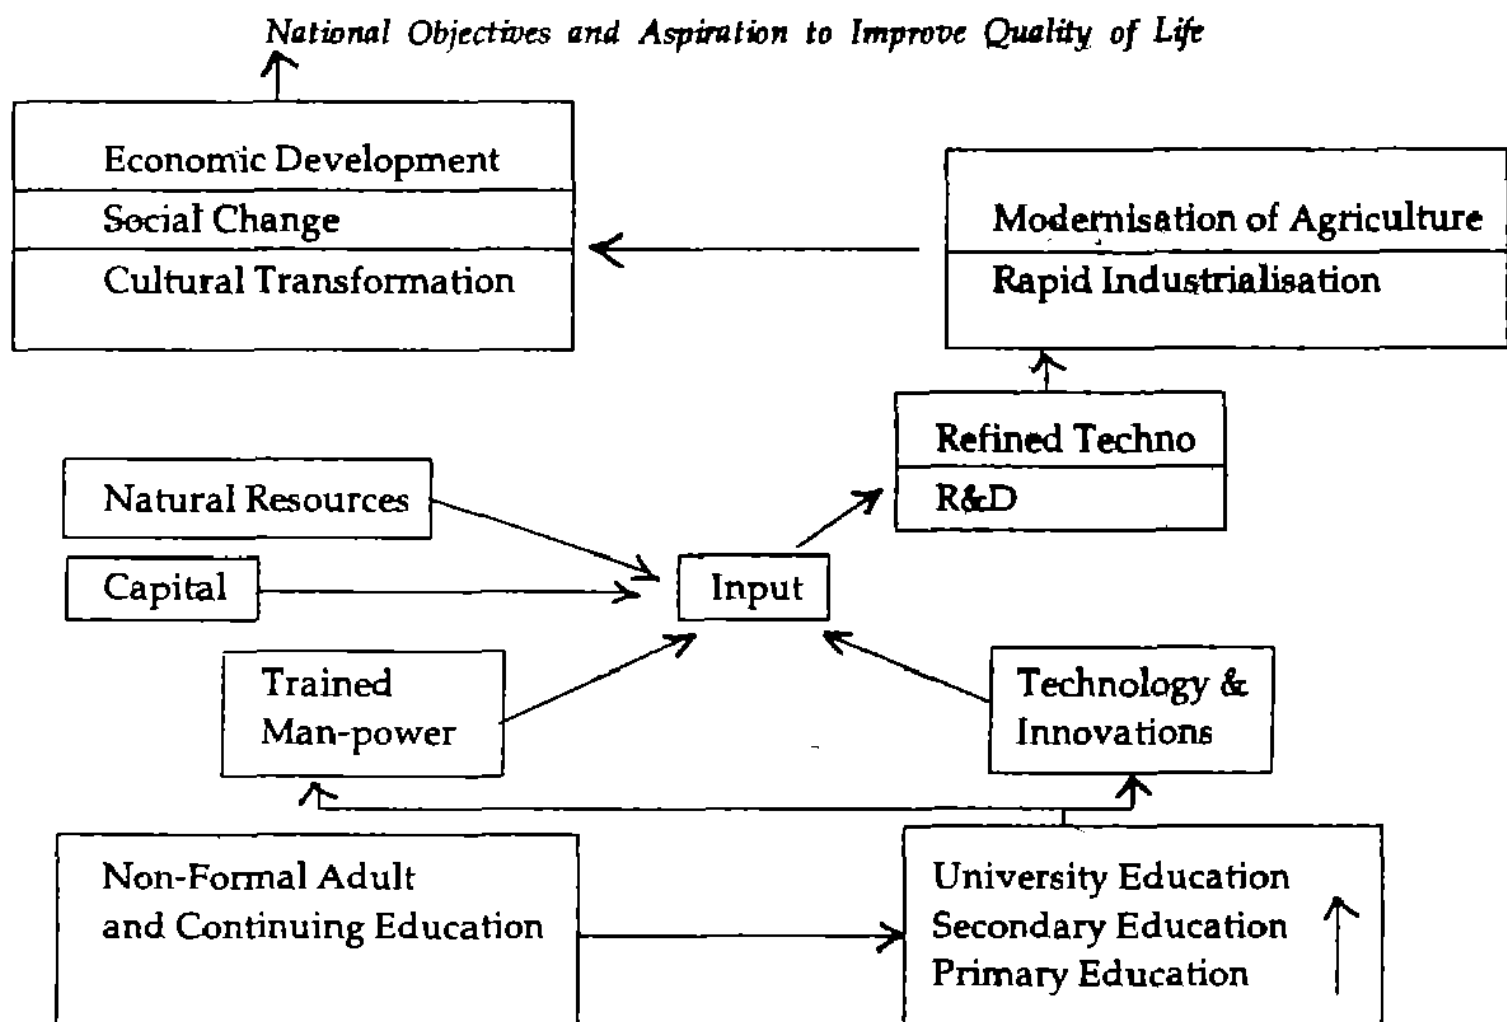 National Objectives and Aspiration to Improve Quality of Life
Economic Development
Social Change
Cultural Transformation
Modernisation of Agriculture
Rapid Industrialisation
Refined Techno
R&D
Natural Resources
Capital
Input
Trained
Man-power
Technology &
Innovations
Non-Formal Adult
and Continuing Education
University Education
Secondary Education
Primary Education